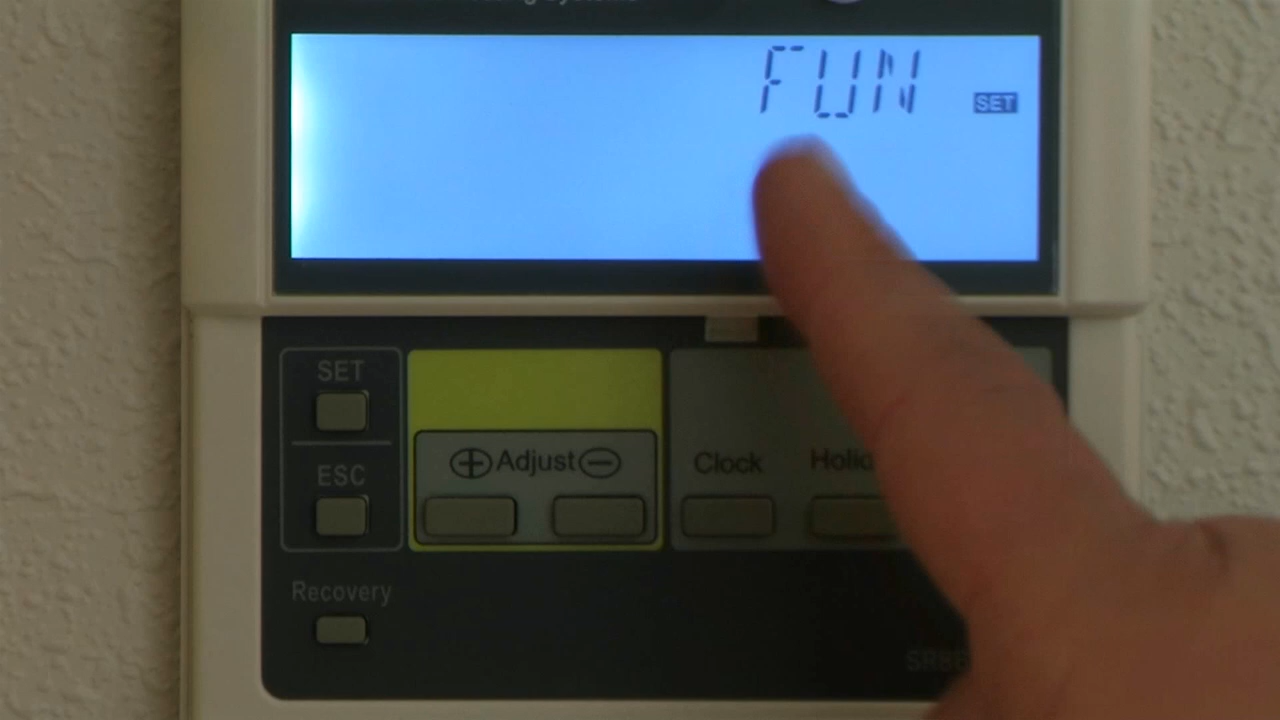 FUN SET
SET
Adjust
Clock
ESC
Recovery